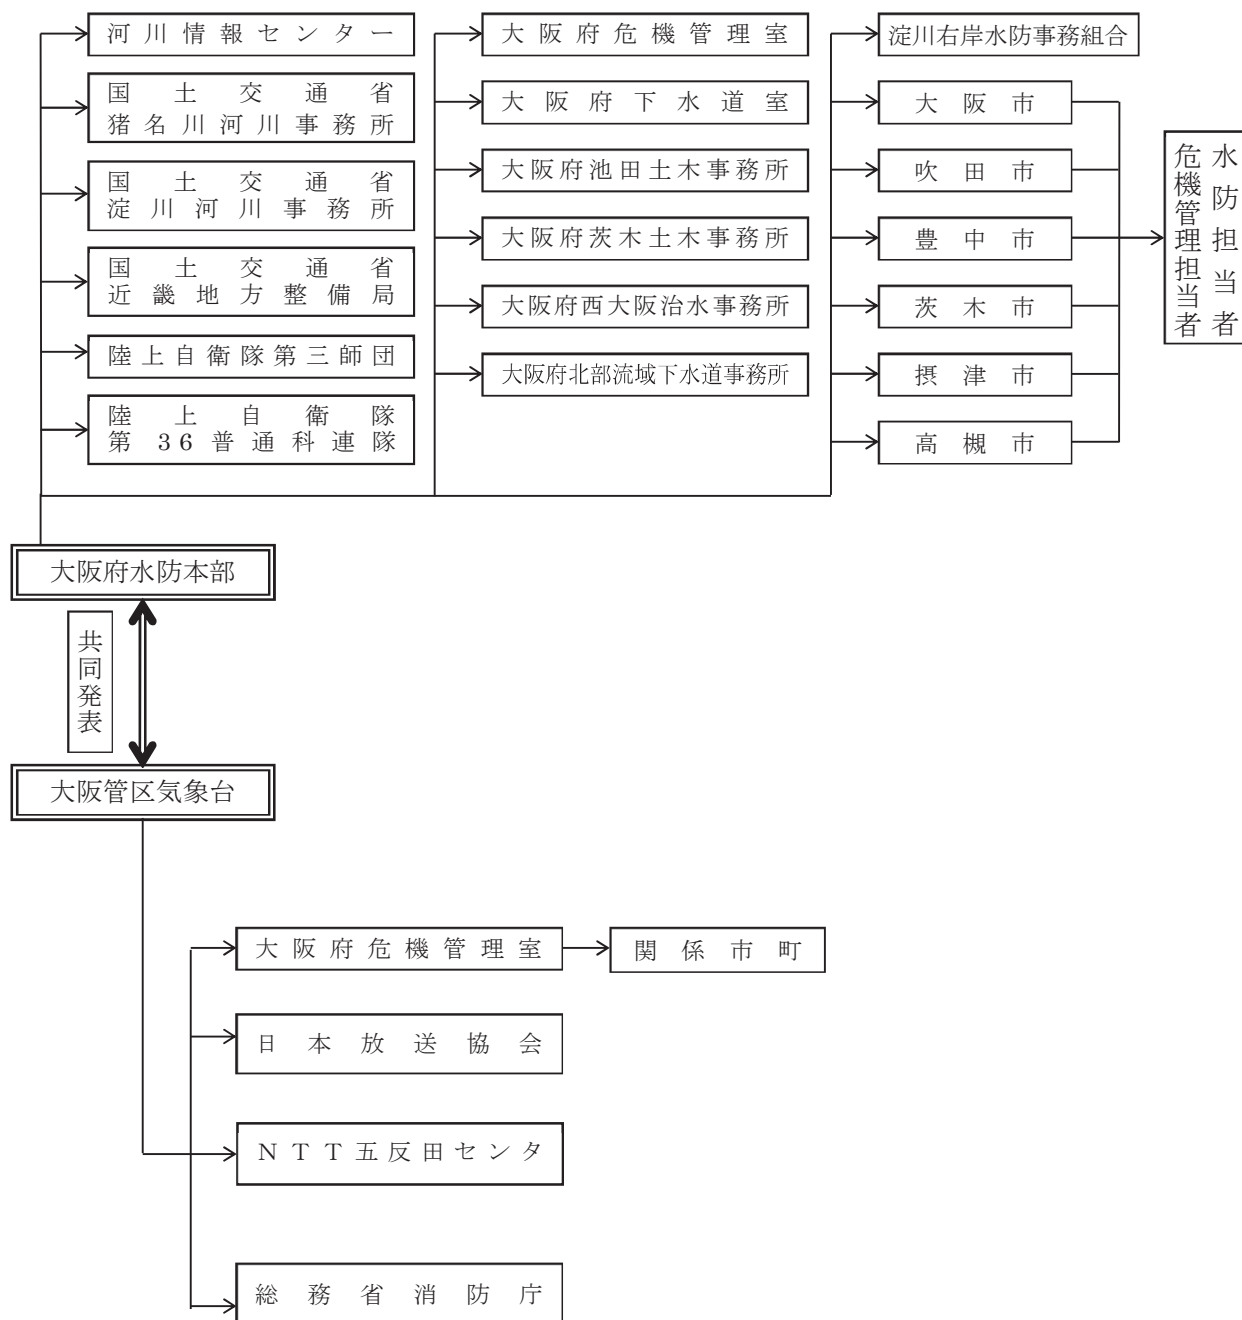 河川情報センター
国土交通省
猪名川河川事務所
国土交通省
淀川河川事務所
国土交通省
近畿地方整備局
陸上自衛隊第三師団
陸上自衛隊
第36普通科連隊
大阪府危機管理室
大阪府下水道室
大阪府池田土木事務所
大阪府茨木土木事務所
大阪府西大阪治水事務所
大阪府北部流域下水道事務所
淀川右岸水防事務組合
大阪市
吹田市
豊中市
茨木市
摂津市
高槻市
水防担当者
危機管理担当者
大阪府水防本部
共同発表
大阪管区気象台
大阪府危機管理室
関係市町
日本放送協会
NTT五反田センタ
総務省消防庁